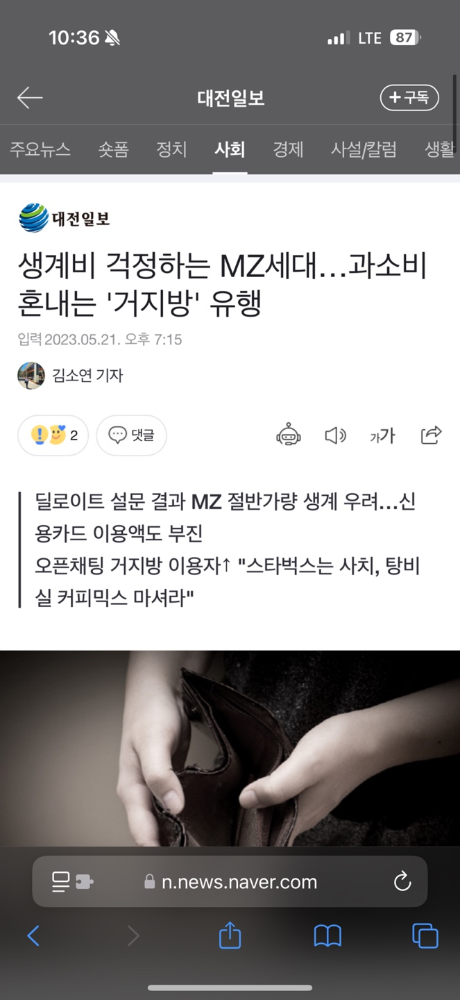 10:36
LTE 87
대전일보
+ 구독
주요뉴스 숏폼 정치 사회 경제 사설/칼럼 생활
대전일보
생계비 걱정하는 MZ세대...과소비
혼내는 '거지방' 유행
입력 2023.05.21. 오후 7:15
김소연 기자
2
댓글
가가
딜로이트 설문 결과 MZ 절반가량 생계 우려...신
용카드 이용액도 부진
오픈채팅 거지방 이용자↑ "스타벅스는 사치, 탕비
실 커피믹스 마셔라"
n.news.naver.com